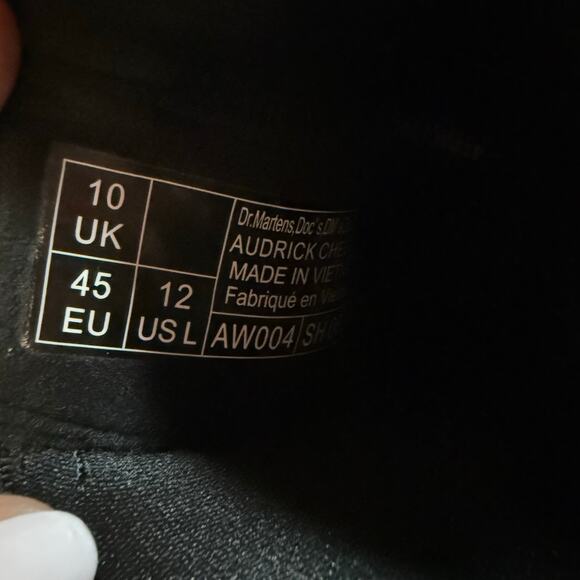 10
UK
45
EU
12
US L
Dr.Martens,Doc's,DM
AUDRICK
MADE IN
Fabriqué en
AW004